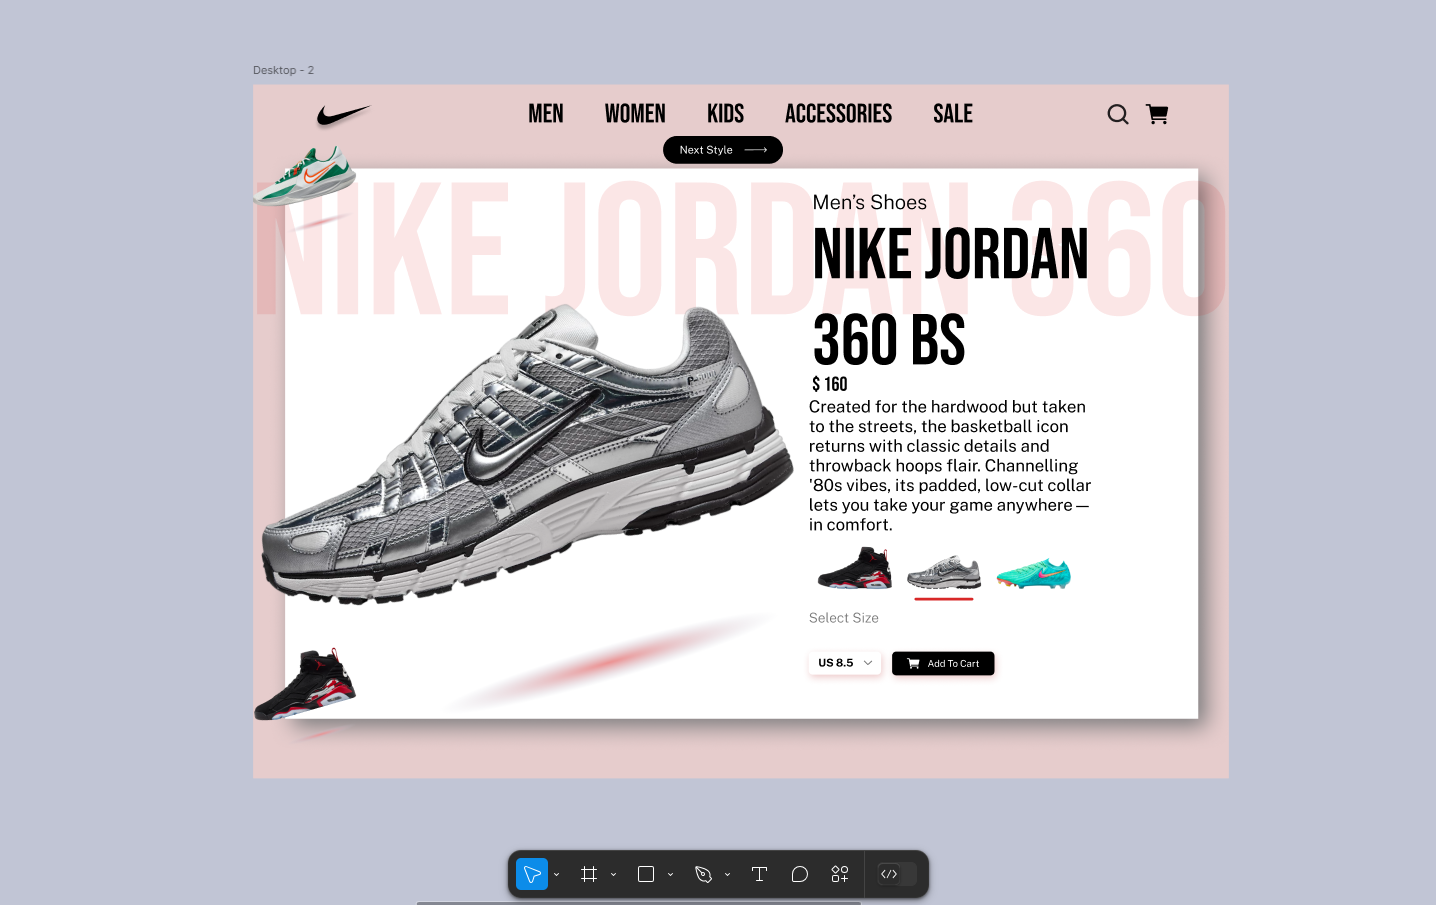 Desktop - 2
MEN WOMEN KIDS ACCESSORIES SALE
Next Style
NIKE JORDAN 360
Men’s Shoes
NIKE JORDAN
360 BS
$ 160
Created for the hardwood but taken
to the streets, the basketball icon
returns with classic details and
throwback hoops flair. Channelling
'80s vibes, its padded, low-cut collar
lets you take your game anywhere—
in comfort.
Select Size
US 8.5
Add To Cart